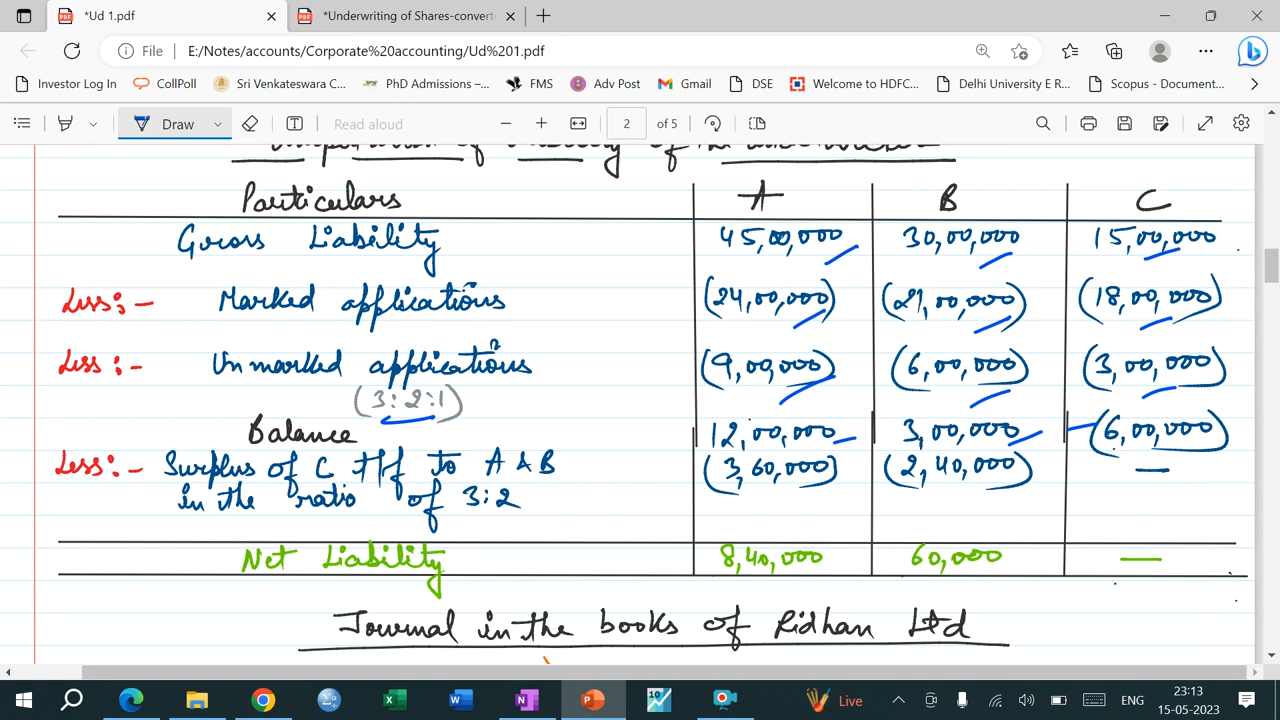 *Ud 1.pdf
*Underwriting of Shares-convert
File E:/Notes/accounts/Corporate%20accounting/Ud%201.pdf
Investor Log In CollPoll Sri Venkateswara C... PhD Admissions –... FMS Adv Post Gmail DSE Welcome to HDFC... Delhi University E R... Scopus - Document...
Draw Read aloud 2 of 5
of Liability of the
Particulars A B C
Gross Liability 45,00,000 30,00,000 15,00,000
Less:- Marked applications (24,00,000) (21,00,000) (18,00,000)
Less:- Unmarked applications (9,00,000) (6,00,000) (3,00,000)
(3:2:1)
Balance 12,00,000 3,00,000 (6,00,000)
Less:- Surplus of C tff to A & B (3,60,000) (2,40,000) —
in the ratio of 3:2
Net Liability 8,40,000 60,000 —
Journal in the books of Ridhan Ltd
Live ENG 23:13
15-05-2023